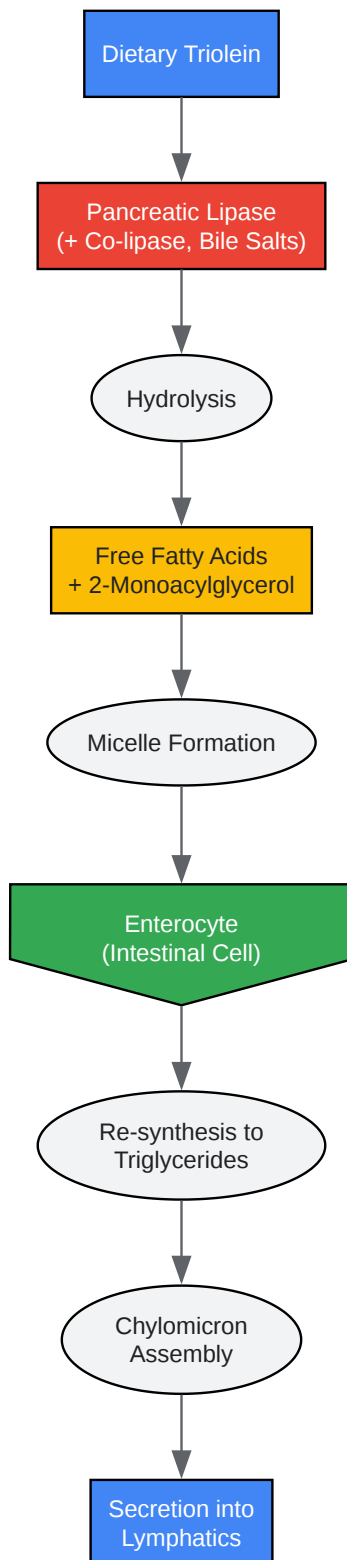 Dietary Triolein
Pancreatic Lipase
(+ Co-lipase, Bile Salts)
Hydrolysis
Free Fatty Acids
+ 2-Monoacylglycerol
Micelle Formation
Enterocyte
(Intestinal Cell)
Re-synthesis to
Triglycerides
Chylomicron
Assembly
Secretion into
Lymphatics